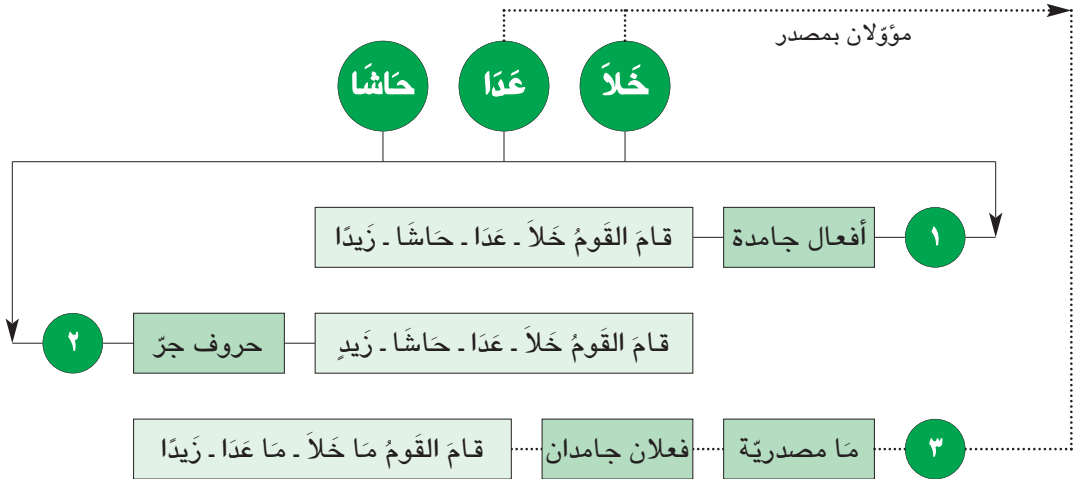 مؤوّلان بمصدر
خَلاَ عَدَا حَاشَا
١ أفعال جامدة قامَ القَومُ خَلاَ ـ عَدَا ـ حَاشَا ـ زَيدًا
قامَ القَومُ خَلاَ ـ عَدَا ـ حَاشَا ـ زَيدٍ حروف جرّ ٢
٣ مَا مصدريّة فعلان جامدان قامَ القَومُ مَا خَلاَ ـ مَا عَدَا ـ زَيدًا